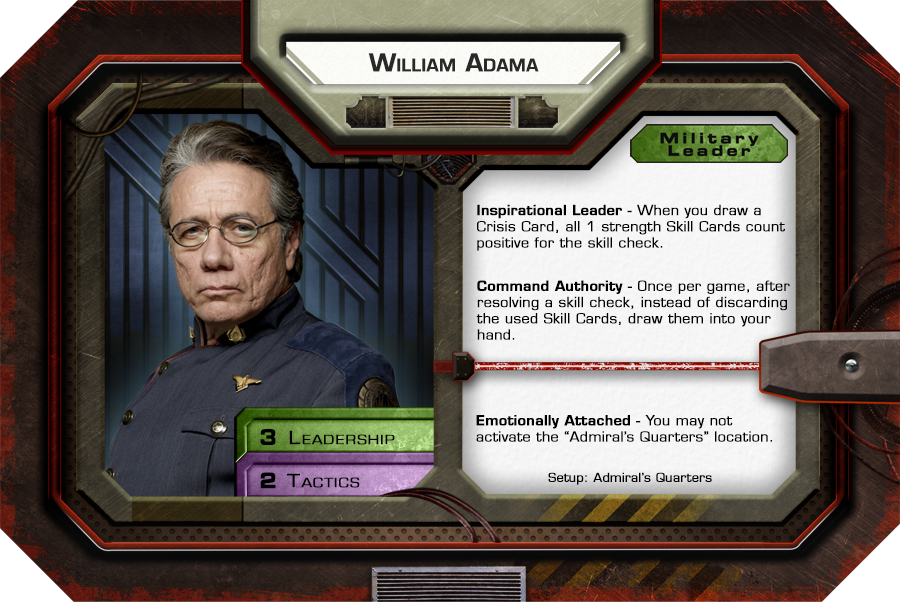 William Adama
Military
Leader
Inspirational Leader - When you draw a
Crisis Card, all 1 strength Skill Cards count
positive for the skill check.
Command Authority - Once per game, after
resolving a skill check, instead of discarding
the used Skill Cards, draw them into your
hand.
Emotionally Attached - You may not
activate the “Admiral’s Quarters” location.
Setup: Admiral’s Quarters
3 Leadership
2 Tactics